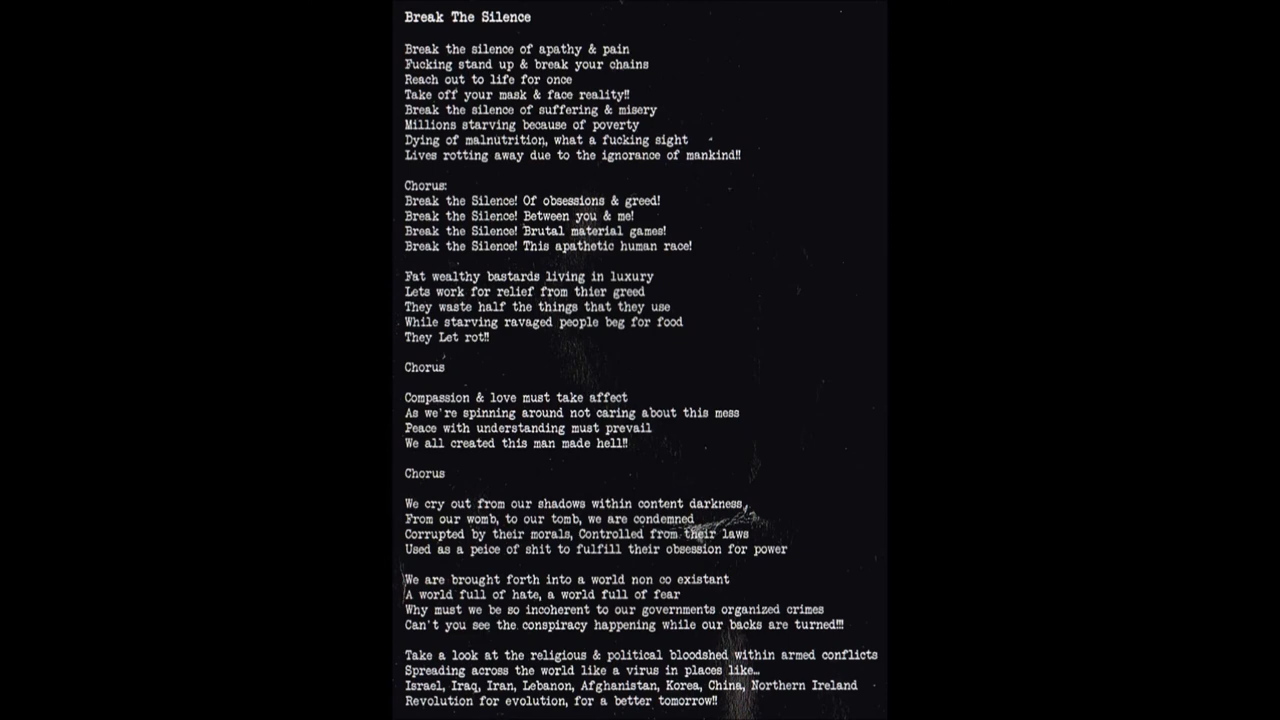 Break The Silence
Break the silence of apathy & pain
Fucking stand up & break your chains
Reach out to life for once
Take off your mask & face reality!!
Break the silence of suffering & misery
Millions starving because of poverty
Dying of malnutrition, what a fucking sight
Lives rotting away due to the ignorance of mankind!!
Chorus:
Break the Silence! Of obsessions & greed!
Break the Silence! Between you & me!
Break the Silence! Brutal material games!
Break the Silence! This apathetic human race!
Fat wealthy bastards living in luxury
Lets work for relief from thier greed
They waste half the things that they use
While starving ravaged people beg for food
They Let rot!!
Chorus
Compassion & love must take affect
As we're spinning around not caring about this mess
Peace with understanding must prevail
We all created this man made hell!!
Chorus
We cry out from our shadows within content darkness,
From our womb, to our tomb, we are condemned
Corrupted by their morals, Controlled from their laws
Used as a peice of shit to fulfill their obsession for power
We are brought forth into a world non co existant
A world full of hate, a world full of fear
Why must we be so incoherent to our governments organized crimes
Can't you see the conspiracy happening while our backs are turned!!!
Take a look at the religious & political bloodshed within armed conflicts
Spreading across the world like a virus in places like...
Israel, Iraq, Iran, Lebanon, Afghanistan, Korea, China, Northern Ireland
Revolution for evolution, for a better tomorrow!!